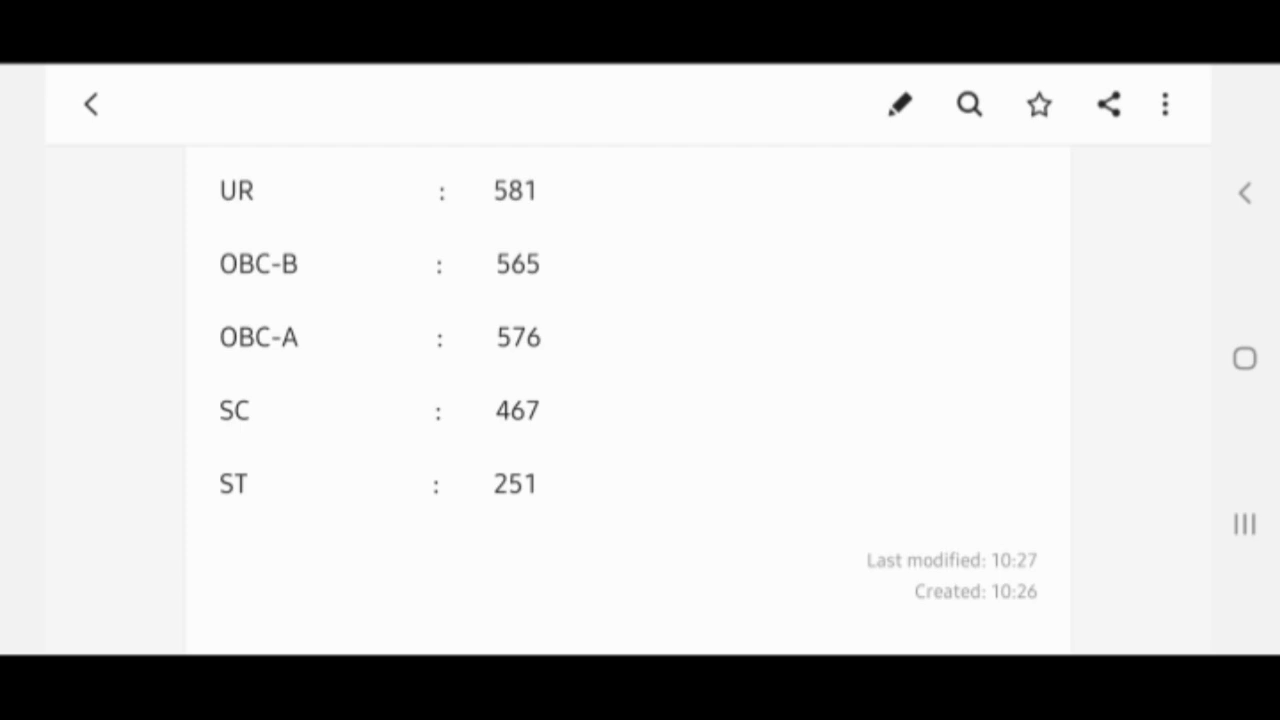 UR : 581
OBC-B : 565
OBC-A : 576
SC : 467
ST : 251
Last modified: 10:27
Created: 10:26